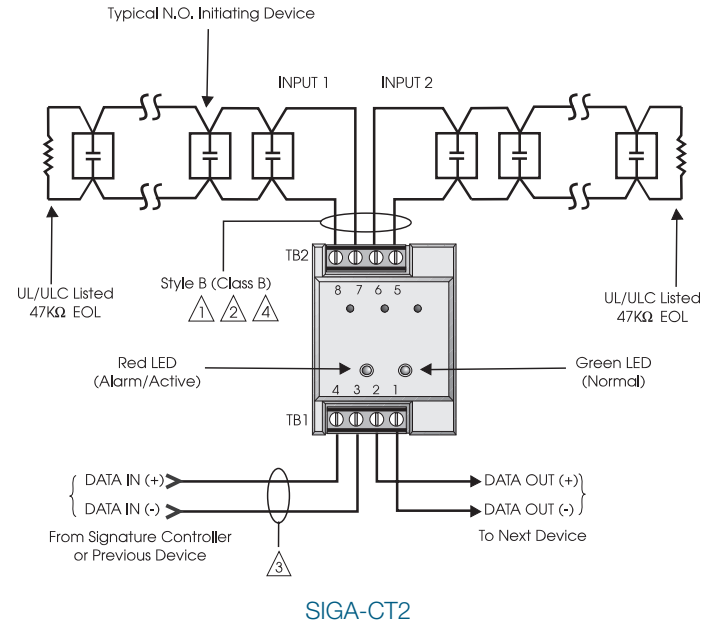 Typical N.O. Initiating Device
INPUT 1 INPUT 2
TB2
8 7 6 5
Style B (Class B)
1 2 4
UL/ULC Listed
47KΩ EOL
UL/ULC Listed
47KΩ EOL
Red LED
(Alarm/Active)
Green LED
(Normal)
4 3 2 1
TB1
DATA IN (+)
DATA IN (-)
From Signature Controller
or Previous Device
3
DATA OUT (+)
DATA OUT (-)
To Next Device
SIGA-CT2